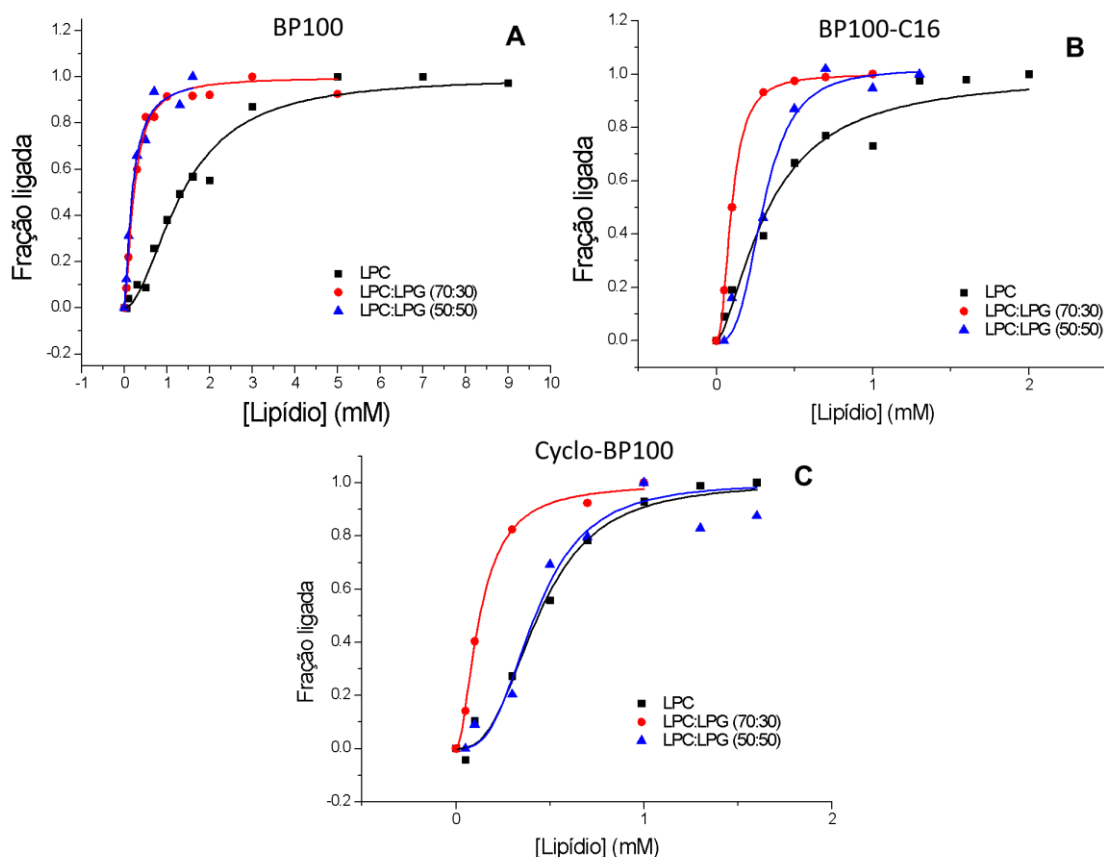 BP100
A
1.2
1.0
0.8
0.6
0.4
0.2
0.0
-0.2
Fração ligada
LPC
LPC:LPG (70:30)
LPC:LPG (50:50)
-1 0 1 2 3 4 5 6 7 8 9 10
[Lipídio] (mM)
BP100-C16
B
1.2
1.0
0.8
0.6
0.4
0.2
0.0
Fração ligada
LPC
LPC:LPG (70:30)
LPC:LPG (50:50)
0 1 2
[Lipídio] (mM)
Cyclo-BP100
C
1.2
1.0
0.8
0.6
0.4
0.2
0.0
-0.2
Fração ligada
LPC
LPC:LPG (70:30)
LPC:LPG (50:50)
0 1 2
[Lipídio] (mM)